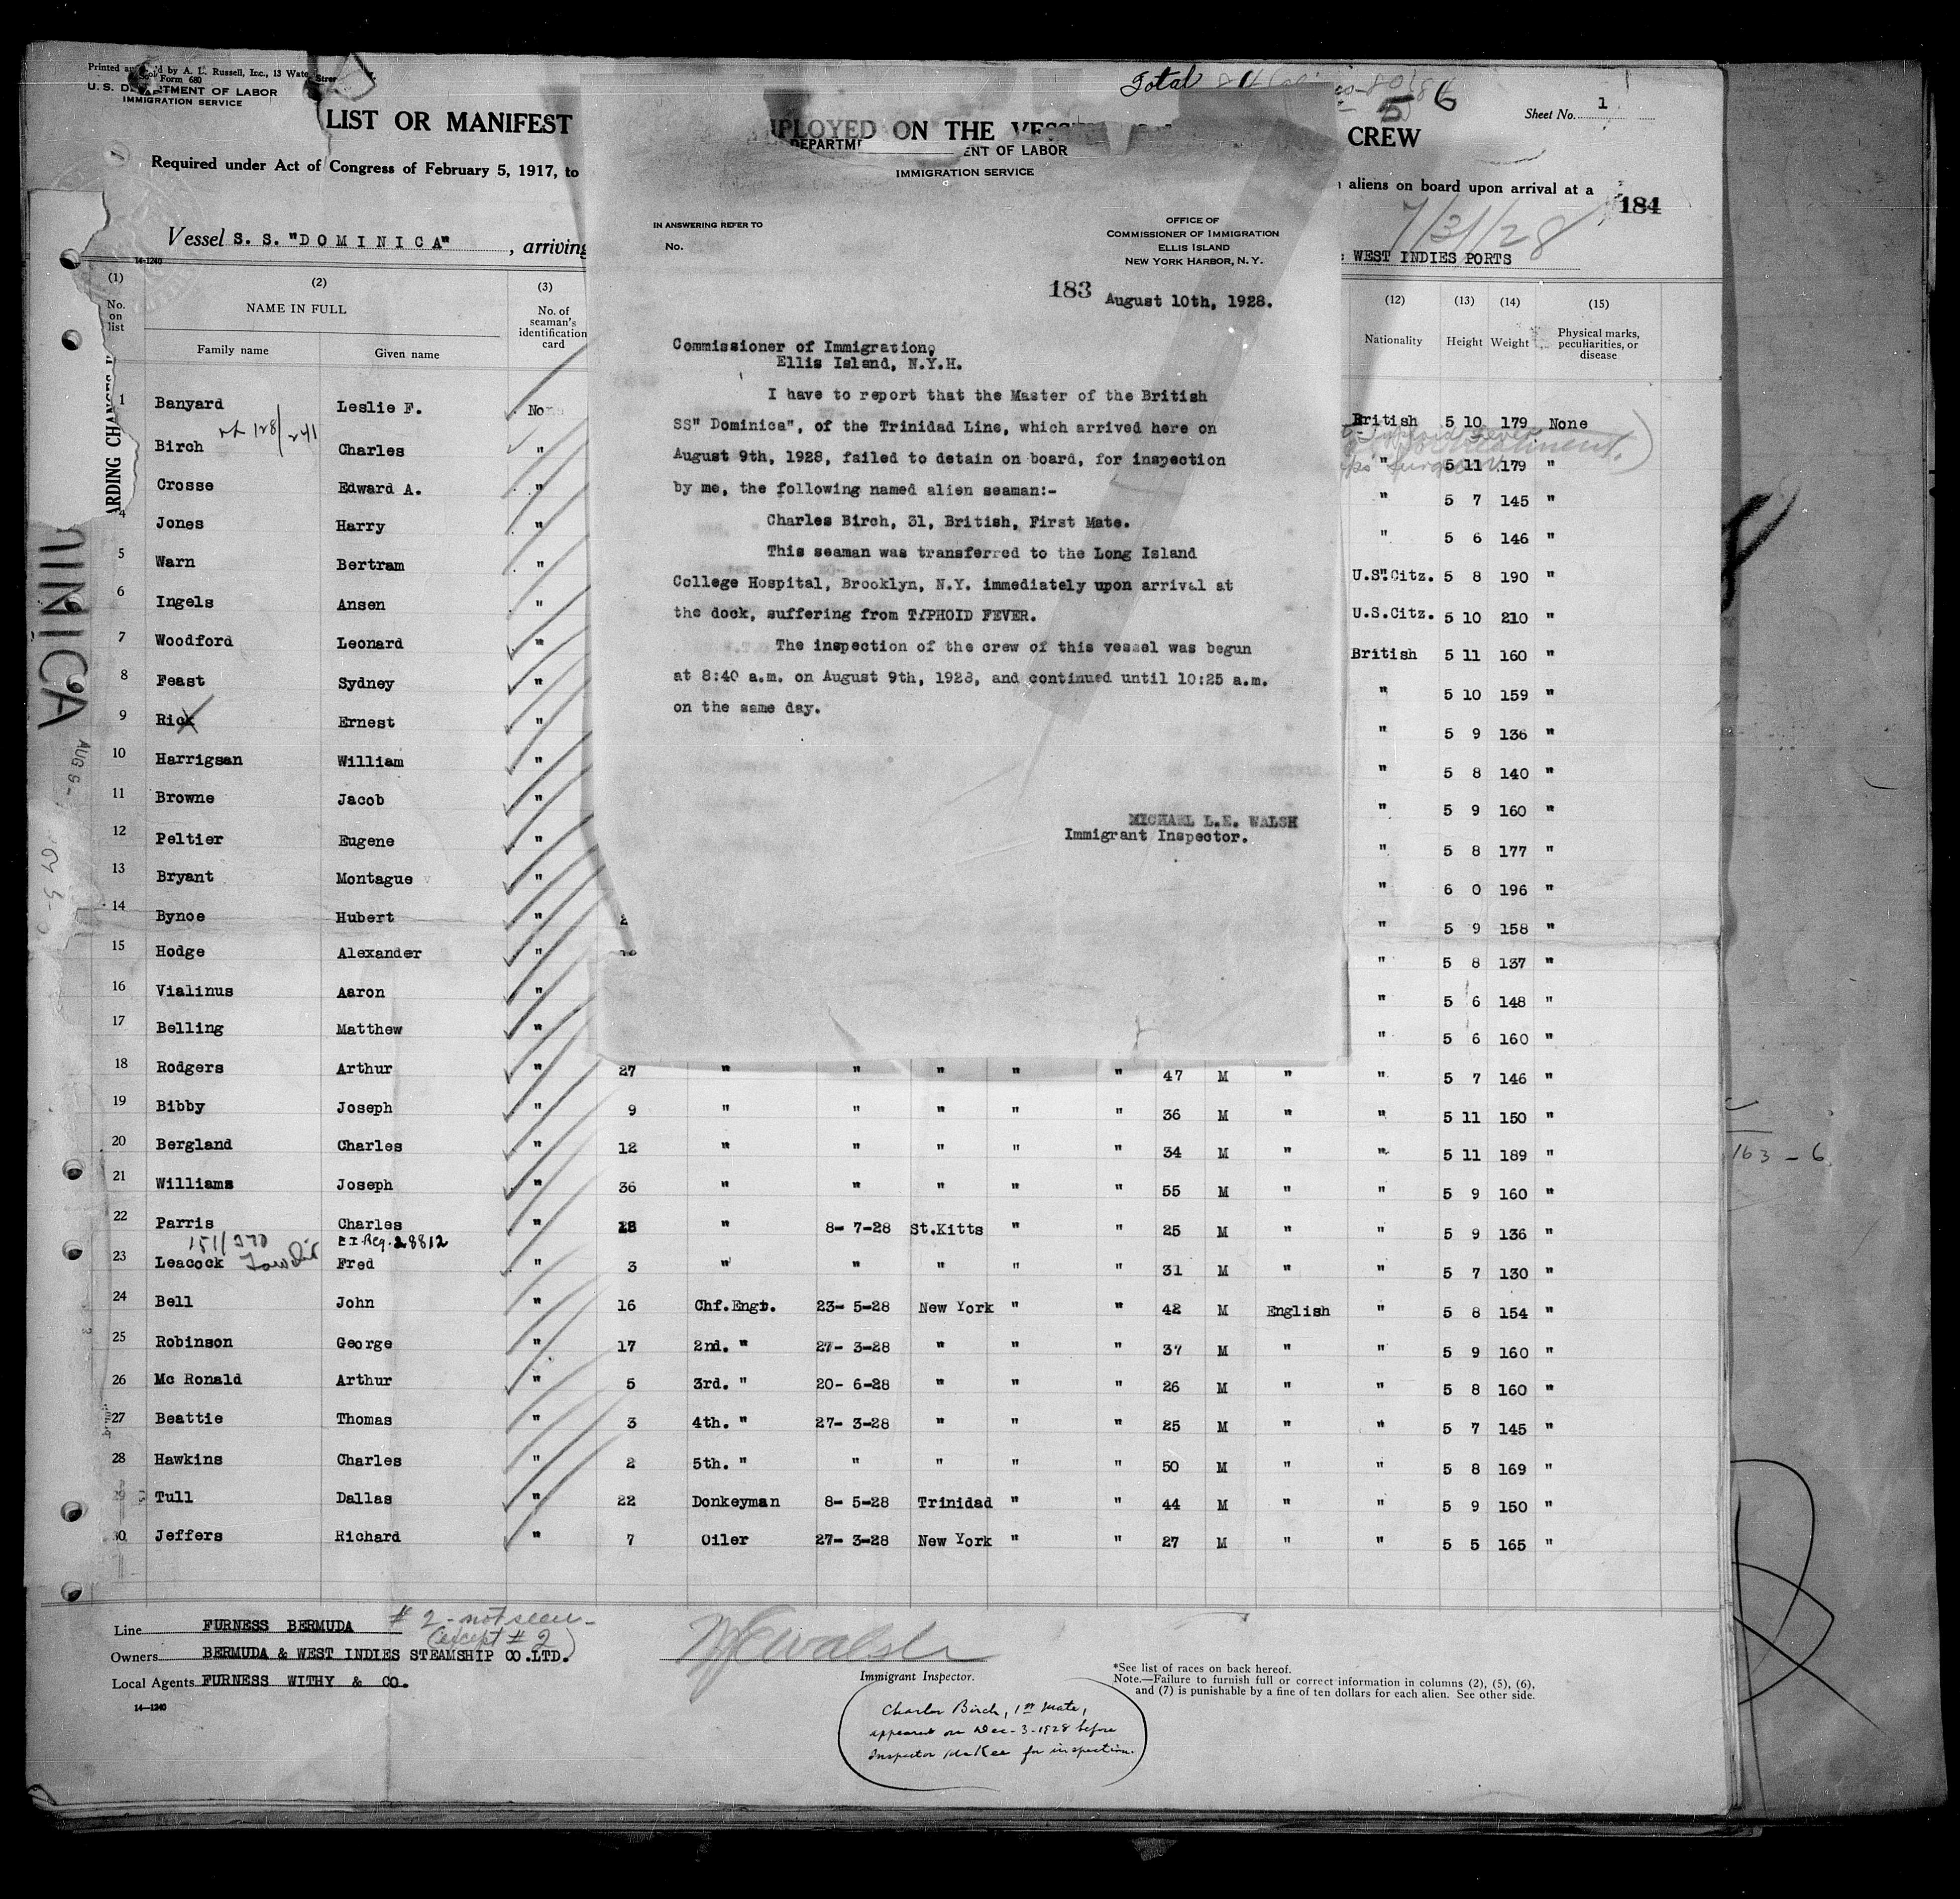 Form 680
U. S. DEPARTMENT OF LABOR
IMMIGRATION SERVICE
Total
56
Sheet No. 1
LIST OR MANIFEST
EMPLOYED ON THE
CREW
Required under Act of Congress of February 5, 1917, to
aliens on board upon arrival at a
184
7/31/28
Vessel S. S. "DOMINICA" , arriving
WEST INDIES PORTS
DEPARTMENT OF LABOR
IMMIGRATION SERVICE
IN ANSWERING REFER TO
No.
OFFICE OF
COMMISSIONER OF IMMIGRATION
ELLIS ISLAND
NEW YORK HARBOR, N. Y.
183 August 10th, 1928.
Commissioner of Immigration,
Ellis Island, N.Y.H.
I have to report that the Master of the British
SS" Dominica", of the Trinidad Line, which arrived here on
August 9th, 1928, failed to detain on board, for inspection
by me, the following named alien seaman:-
Charles Birch, 31, British, First Mate.
This seaman was transferred to the Long Island
College Hospital, Brooklyn, N.Y. immediately upon arrival at
the dock, suffering from TYPHOID FEVER.
The inspection of the crew of this vessel was begun
at 8:40 a.m. on August 9th, 1928, and continued until 10:25 a.m.
on the same day.
MICHAEL L.E. WALSH
Immigrant Inspector.
14-1240
(1) (2) (3) (12) (13) (14) (15)
No. on list NAME IN FULL No. of seaman's identification card Nationality Height Weight Physical marks, peculiarities, or disease
Family name Given name
1 Banyard Leslie F. None British 5 10 179 None
Birch Charles " " 5 11 179 "
Crosse Edward A. " " 5 7 145 "
4 Jones Harry " " 5 6 146 "
5 Warn Bertram " U.S. Citz. 5 8 190 "
6 Ingels Ansen " U.S.Citz. 5 10 210 "
7 Woodford Leonard " British 5 11 160 "
8 Feast Sydney " " 5 10 159 "
9 Rick Ernest " " 5 9 136 "
10 Harrigsan William " " 5 8 140 "
11 Browne Jacob " " 5 9 160 "
12 Peltier Eugene " " 5 8 177 "
13 Bryant Montague " " 6 0 196 "
14 Bynoe Hubert " " 5 9 158 "
15 Hodge Alexander " " 5 8 137 "
16 Vialinus Aaron " " 5 6 148 "
17 Belling Matthew " " 5 6 160 "
18 Rodgers Arthur " 27 " " " " " 47 M " " 5 7 146 "
19 Bibby Joseph " 9 " " " " " 36 M " " 5 11 150 "
20 Bergland Charles " 12 " " " " " 34 M " " 5 11 189 "
21 Williams Joseph " 36 " " " " " 55 M " " 5 9 160 "
22 Parris Charles " " 8- 7-28 St.Kitts " " 25 M " " 5 9 136 "
151/270 E.I. Reg. 28812
23 Leacock Fred " 3 " " " " " 31 M " " 5 7 130 "
24 Bell John " 16 Chf.Engr. 23- 5-28 New York " " 42 M English " 5 8 154 "
25 Robinson George " 17 2nd. " 27- 3-28 " " " 37 M " " 5 9 160 "
26 Mc Ronald Arthur " 5 3rd. " 20- 6-28 " " " 26 M " " 5 8 160 "
27 Beattie Thomas " 3 4th. " 27- 3-28 " " " 25 M " " 5 7 145 "
28 Hawkins Charles " 2 5th. " " " " " 50 M " " 5 8 169 "
29 Tull Dallas " 22 Donkeyman 8- 5-28 Trinidad " " 44 M " " 5 9 150 "
30 Jeffers Richard " 7 Oiler 27- 3-28 New York " " 27 M " " 5 5 165 "
Line FURNESS BERMUDA
# 2 - not seen -
(except # 2)
Owners BERMUDA & WEST INDIES STEAMSHIP CO.LTD.
Local Agents FURNESS WITHY & CO.
14-1240
Immigrant Inspector.
Charles Birch, 1st mate,
appeared on Dec - 3 - 1928 before
Inspector McKee for inspection.
*See list of races on back hereof.
Note.—Failure to furnish full or correct information in columns (2), (5), (6),
and (7) is punishable by a fine of ten dollars for each alien. See other side.
163 - 6